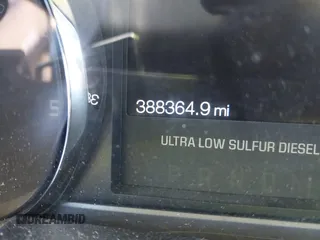 388364.9 mi
ULTRA LOW SULFUR DIESEL
DREAMBID